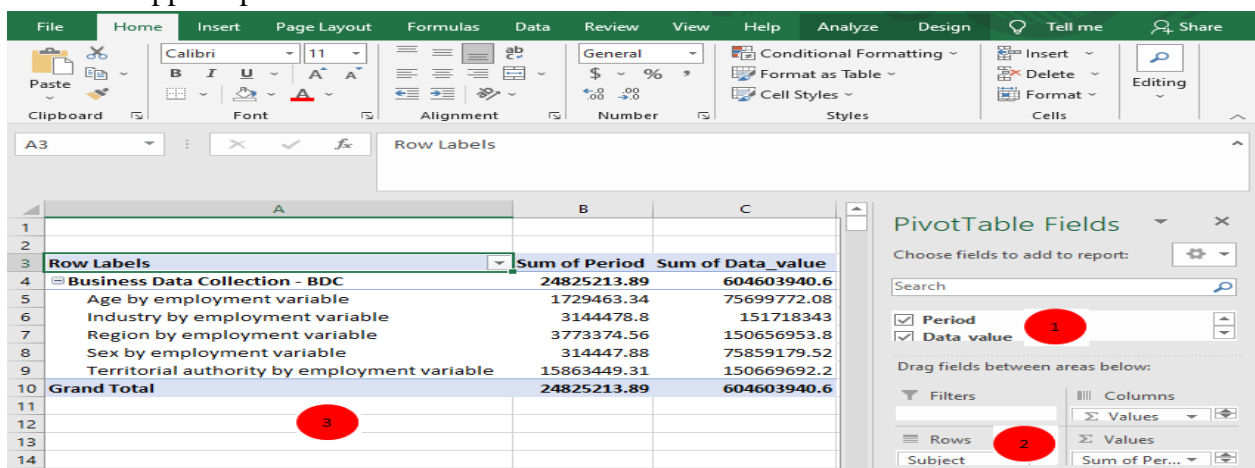 File Home Insert Page Layout Formulas Data Review View Help Analyze Design Tell me Share
Calibri 11 General Conditional Formatting Insert
Paste B I U A A $ % Format as Table Delete Editing
A Cell Styles Format
Clipboard Font Alignment Number Styles Cells
A3 fx Row Labels
A B C
1
2
3 Row Labels Sum of Period Sum of Data_value
4 Business Data Collection - BDC 24825213.89 604603940.6
5 Age by employment variable 1729463.34 75699772.08
6 Industry by employment variable 3144478.8 151718343
7 Region by employment variable 3773374.56 150656953.8
8 Sex by employment variable 314447.88 75859179.52
9 Territorial authority by employment variable 15863449.31 150669692.2
10 Grand Total 24825213.89 604603940.6
11
12
13
14
3
PivotTable Fields
Choose fields to add to report:
Search
Period
Data value
1
Drag fields between areas below:
Filters Columns
Σ Values
Rows Σ Values
2
Subject Sum of Per...